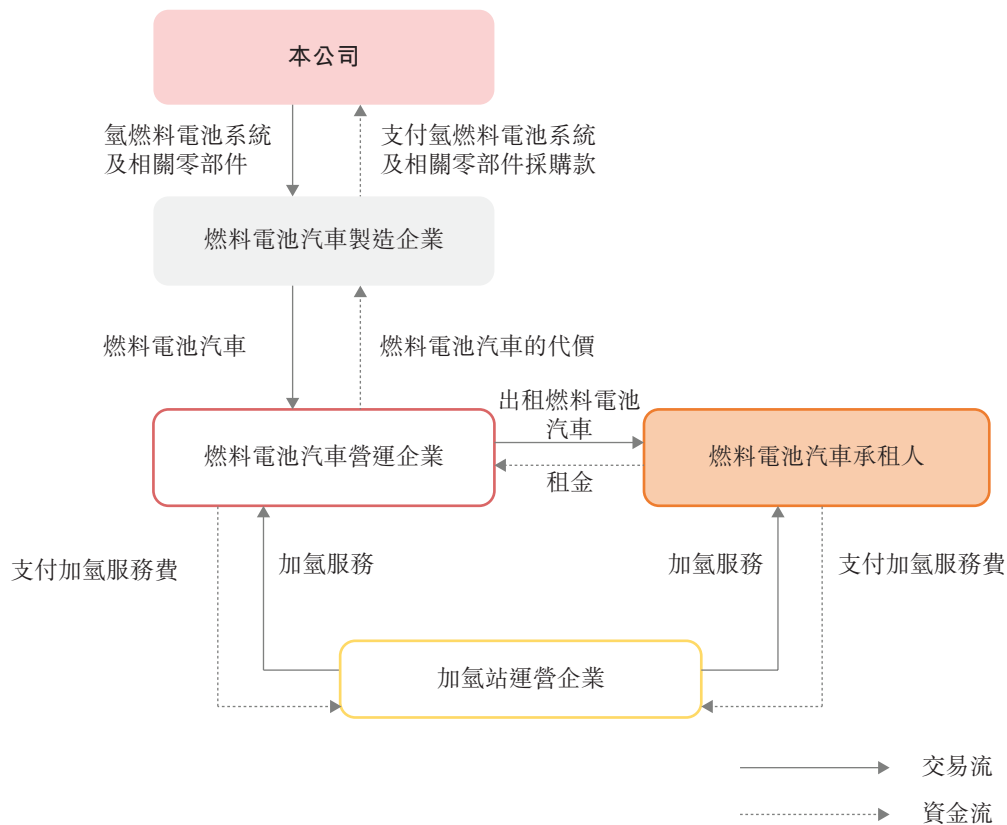 本公司
氫燃料電池系統
及相關零部件
支付氫燃料電池系統
及相關零部件採購款
燃料電池汽車製造企業
燃料電池汽車
燃料電池汽車的代價
出租燃料電池
汽車
燃料電池汽車營運企業
燃料電池汽車承租人
租金
支付加氫服務費
加氫服務
加氫服務
支付加氫服務費
加氫站運營企業
交易流
資金流